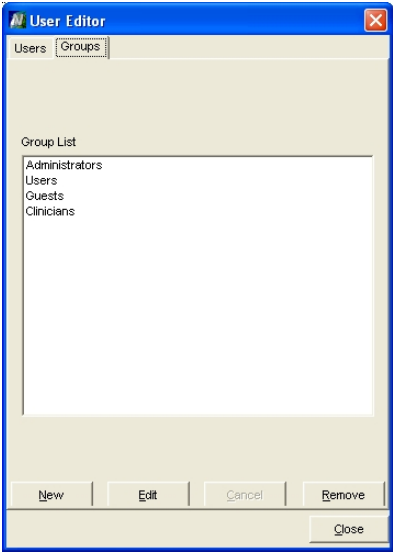 User Editor
Users Groups
Group List
Administrators
Users
Guests
Clinicians
New Edit Cancel Remove
Close